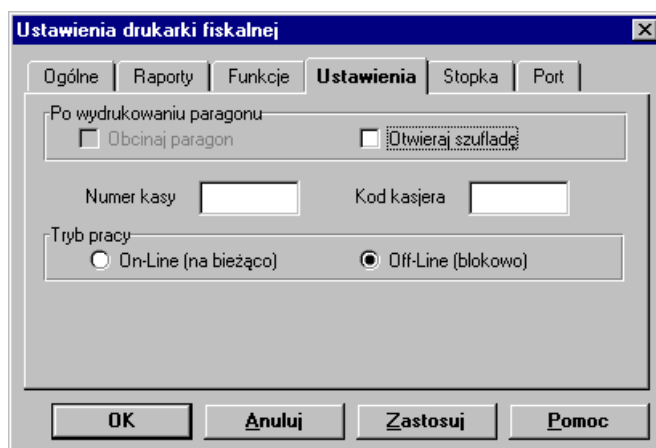 Ustawienia drukarki fiskalnej
Ogólne Raporty Funkcje Ustawienia Stopka Port
Po wydrukowaniu paragonu
Obcinaj paragon Otwieraj szufladę
Numer kasy Kod kasjera
Tryb pracy
On-Line (na bieżąco) Off-Line (blokowo)
OK Anuluj Zastosuj Pomoc